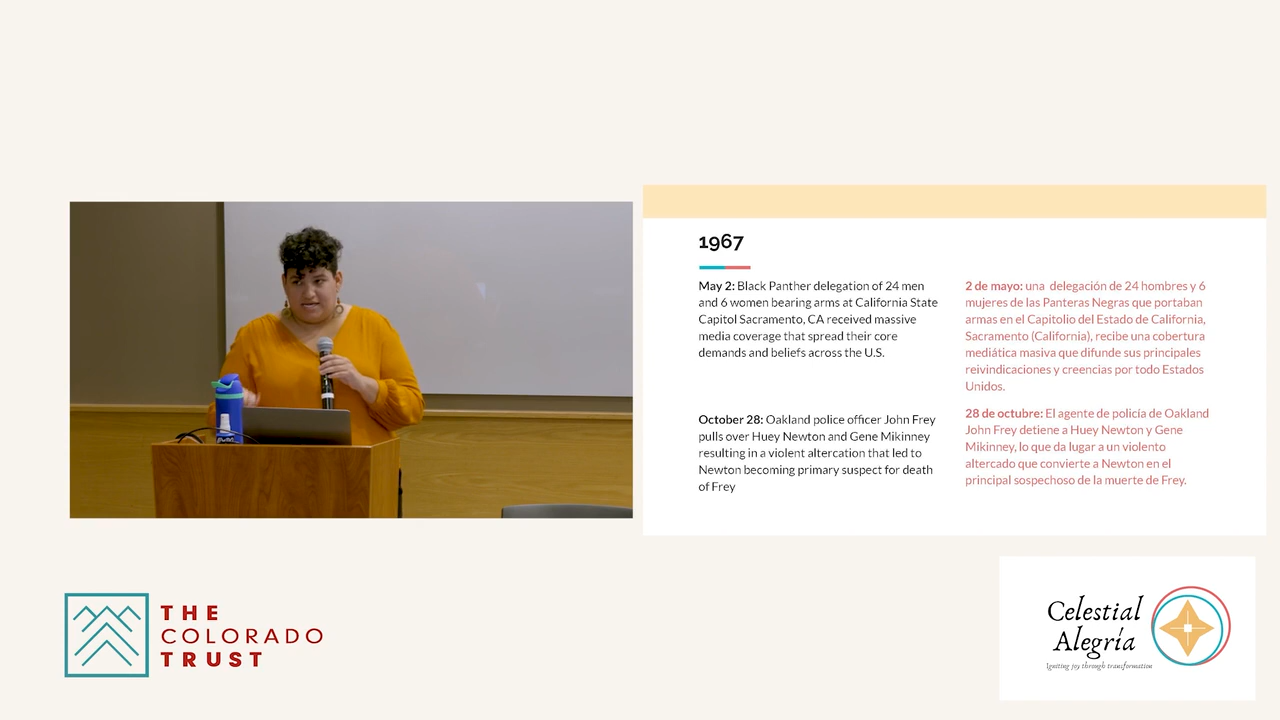 1967
May 2: Black Panther delegation of 24 men
and 6 women bearing arms at California State
Capitol Sacramento, CA received massive
media coverage that spread their core
demands and beliefs across the U.S.
October 28: Oakland police officer John Frey
pulls over Huey Newton and Gene Mikinney
resulting in a violent altercation that led to
Newton becoming primary suspect for death
of Frey
2 de mayo: una delegación de 24 hombres y 6
mujeres de las Panteras Negras que portaban
armas en el Capitolio del Estado de California,
Sacramento (California), recibe una cobertura
mediática masiva que difunde sus principales
reivindicaciones y creencias por todo Estados
Unidos.
28 de octubre: El agente de policía de Oakland
John Frey detiene a Huey Newton y Gene
Mikinney, lo que da lugar a un violento
altercado que convierte a Newton en el
principal sospechoso de la muerte de Frey.
THE
COLORADO
TRUST
Celestial
Alegría
Igniting joy through transformation